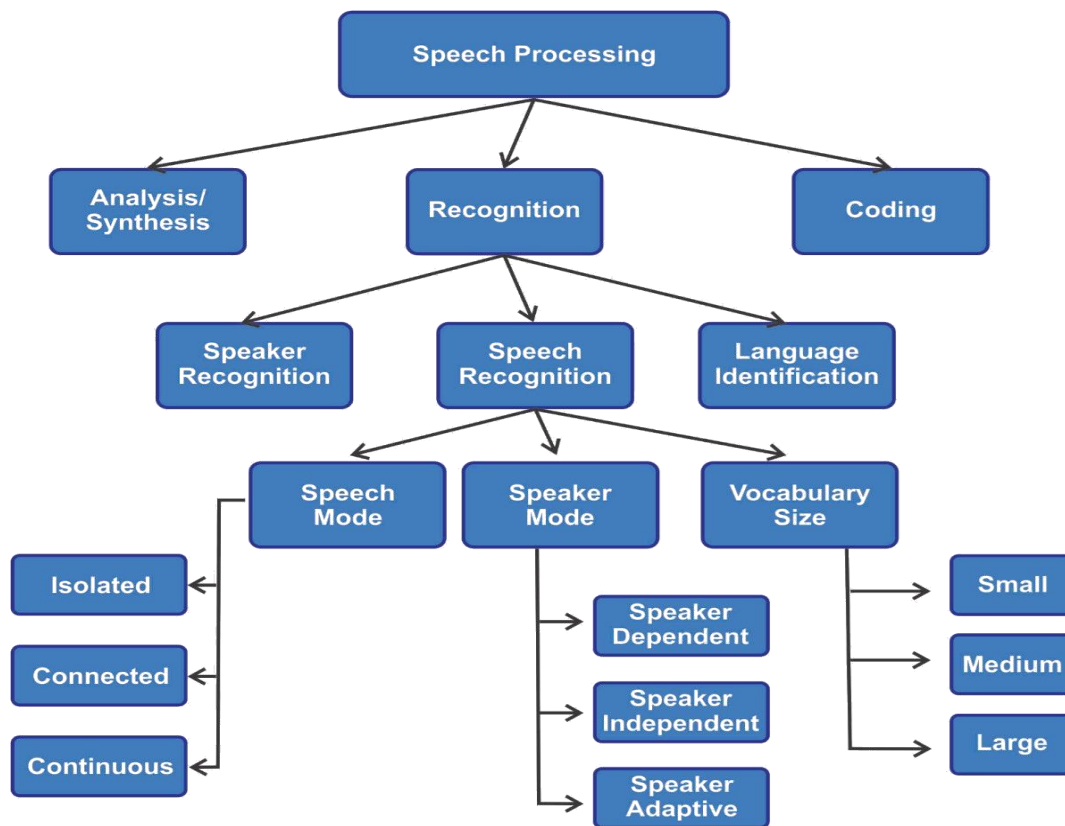 Speech Processing
Analysis/
Synthesis
Recognition
Coding
Speaker
Recognition
Speech
Recognition
Language
Identification
Speech
Mode
Speaker
Mode
Vocabulary
Size
Isolated
Connected
Continuous
Speaker
Dependent
Speaker
Independent
Speaker
Adaptive
Small
Medium
Large